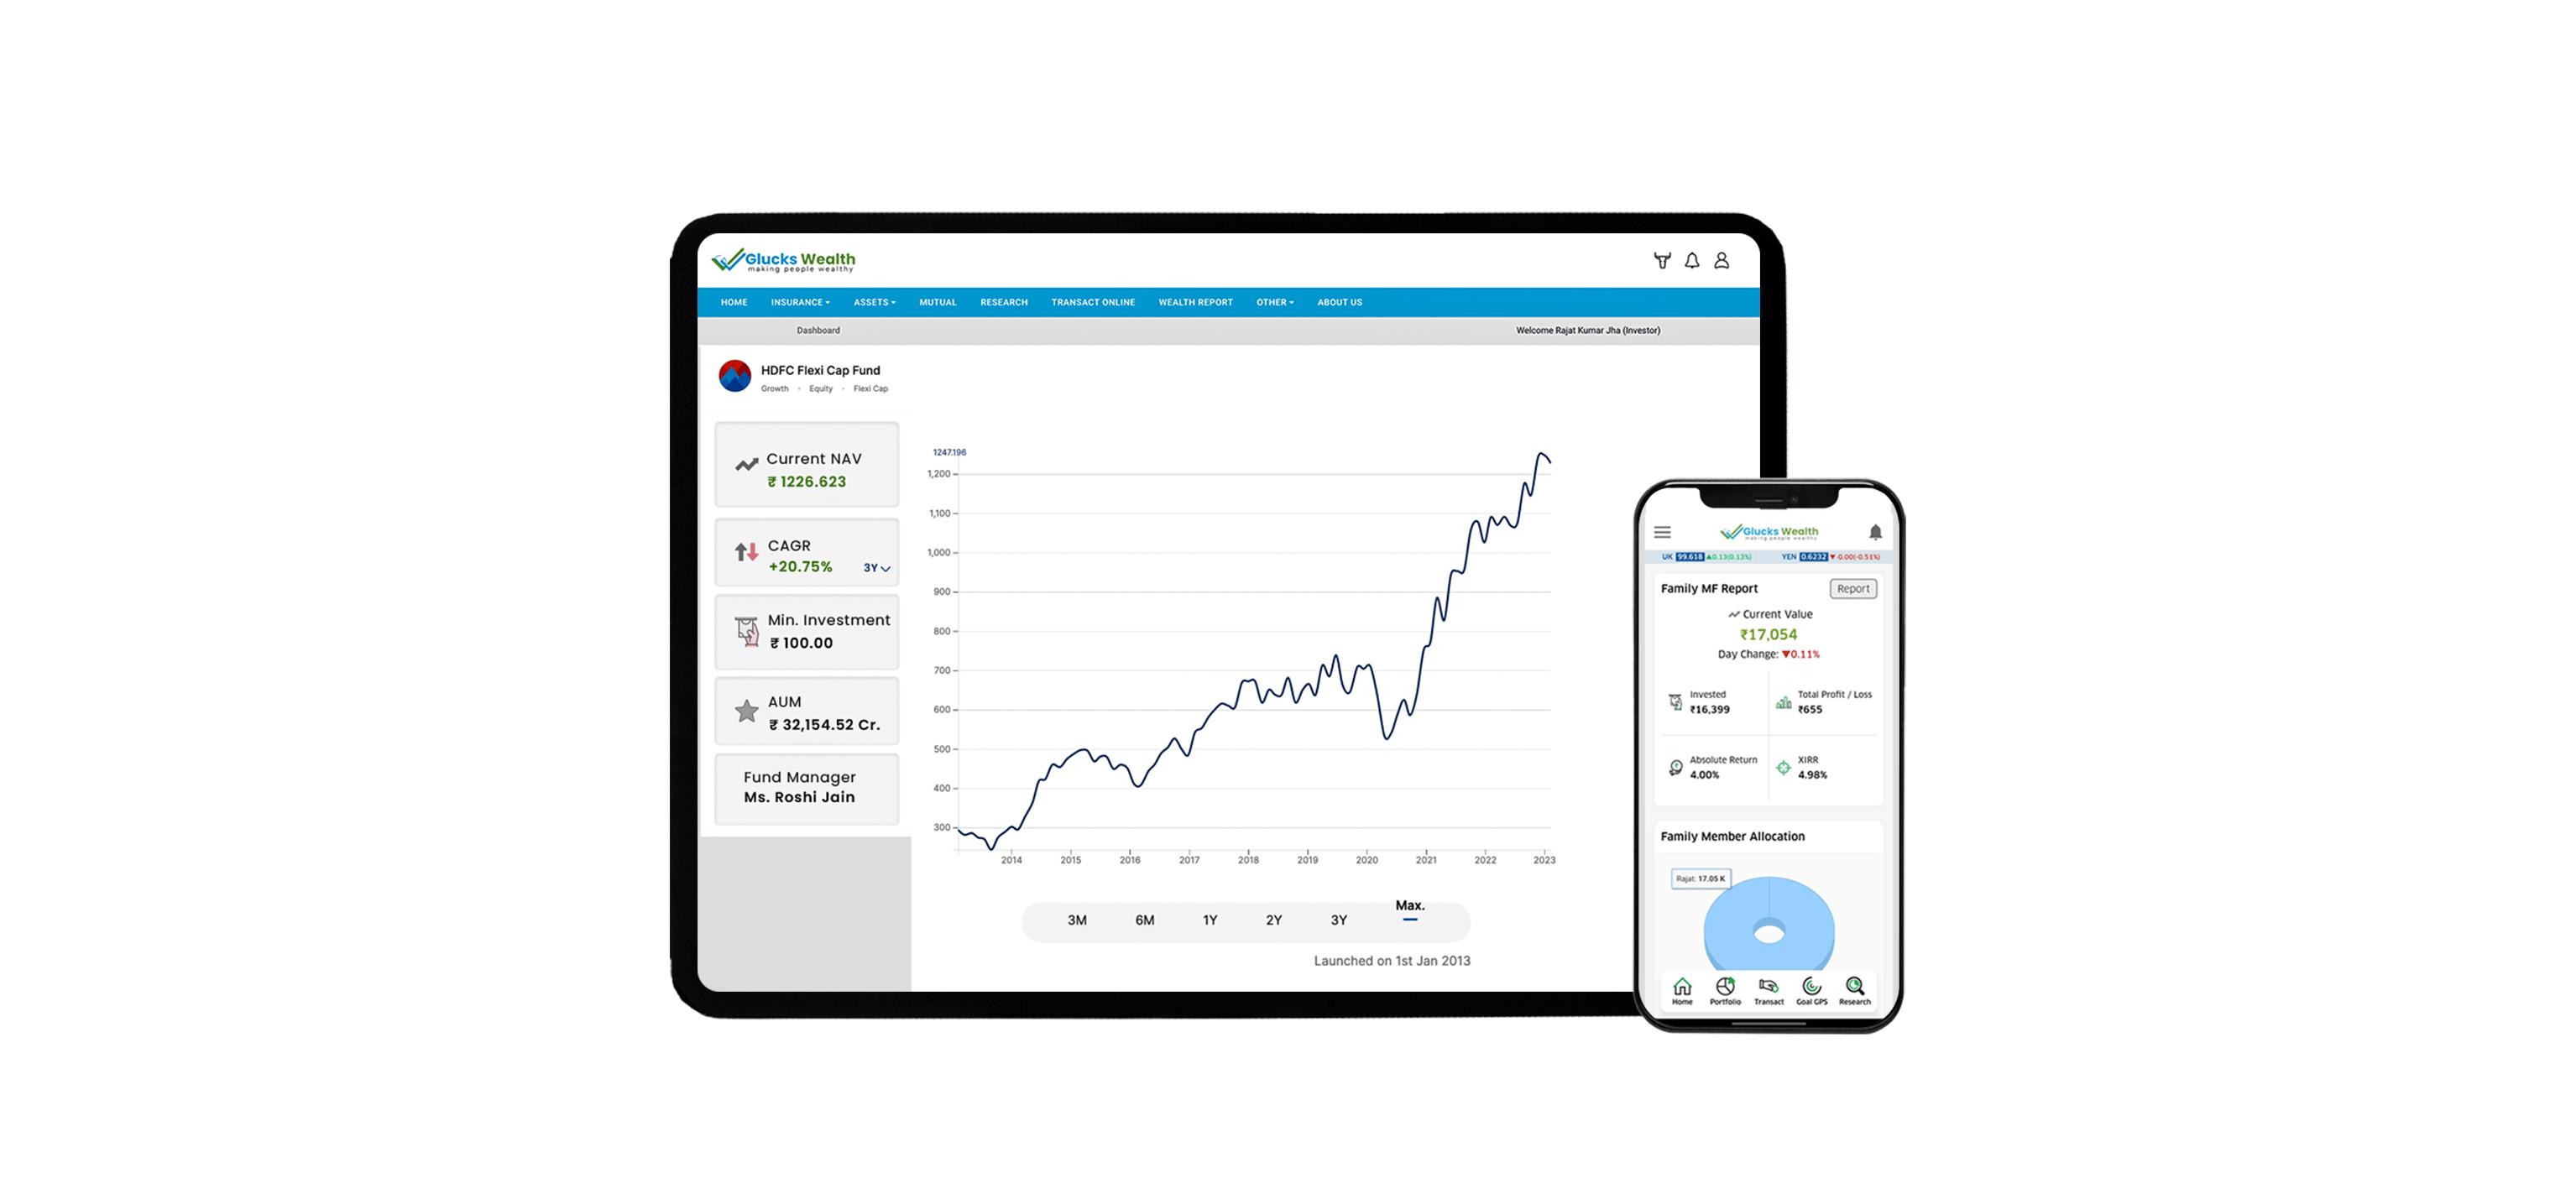 Glucks Wealth
making people wealthy
HOME INSURANCE ASSETS MUTUAL RESEARCH TRANSACT ONLINE WEALTH REPORT OTHER ABOUT US
Dashboard
Welcome Rajat Kumar Jha (Investor)
HDFC Flexi Cap Fund
Growth • Equity • Flexi Cap
Current NAV
₹ 1226.623
CAGR
+20.75% 3Y
Min. Investment
₹ 100.00
AUM
₹ 32,154.52 Cr.
Fund Manager
Ms. Roshi Jain
1247.196
1,200
1,100
1,000
900
800
700
600
500
400
300
2014 2015 2016 2017 2018 2019 2020 2021 2022 2023
3M 6M 1Y 2Y 3Y Max.
Launched on 1st Jan 2013
Glucks Wealth
making people wealthy
UK 99.618 ▲0.13(0.13%) YEN 0.6232 ▼-0.00(-0.51%)
Family MF Report Report
Current Value
₹17,054
Day Change: ▼0.11%
Invested
₹16,399
Total Profit / Loss
₹655
Absolute Return
4.00%
XIRR
4.98%
Family Member Allocation
Rajat: 17.05 K
Home Portfolio Transact Goal GPS Research